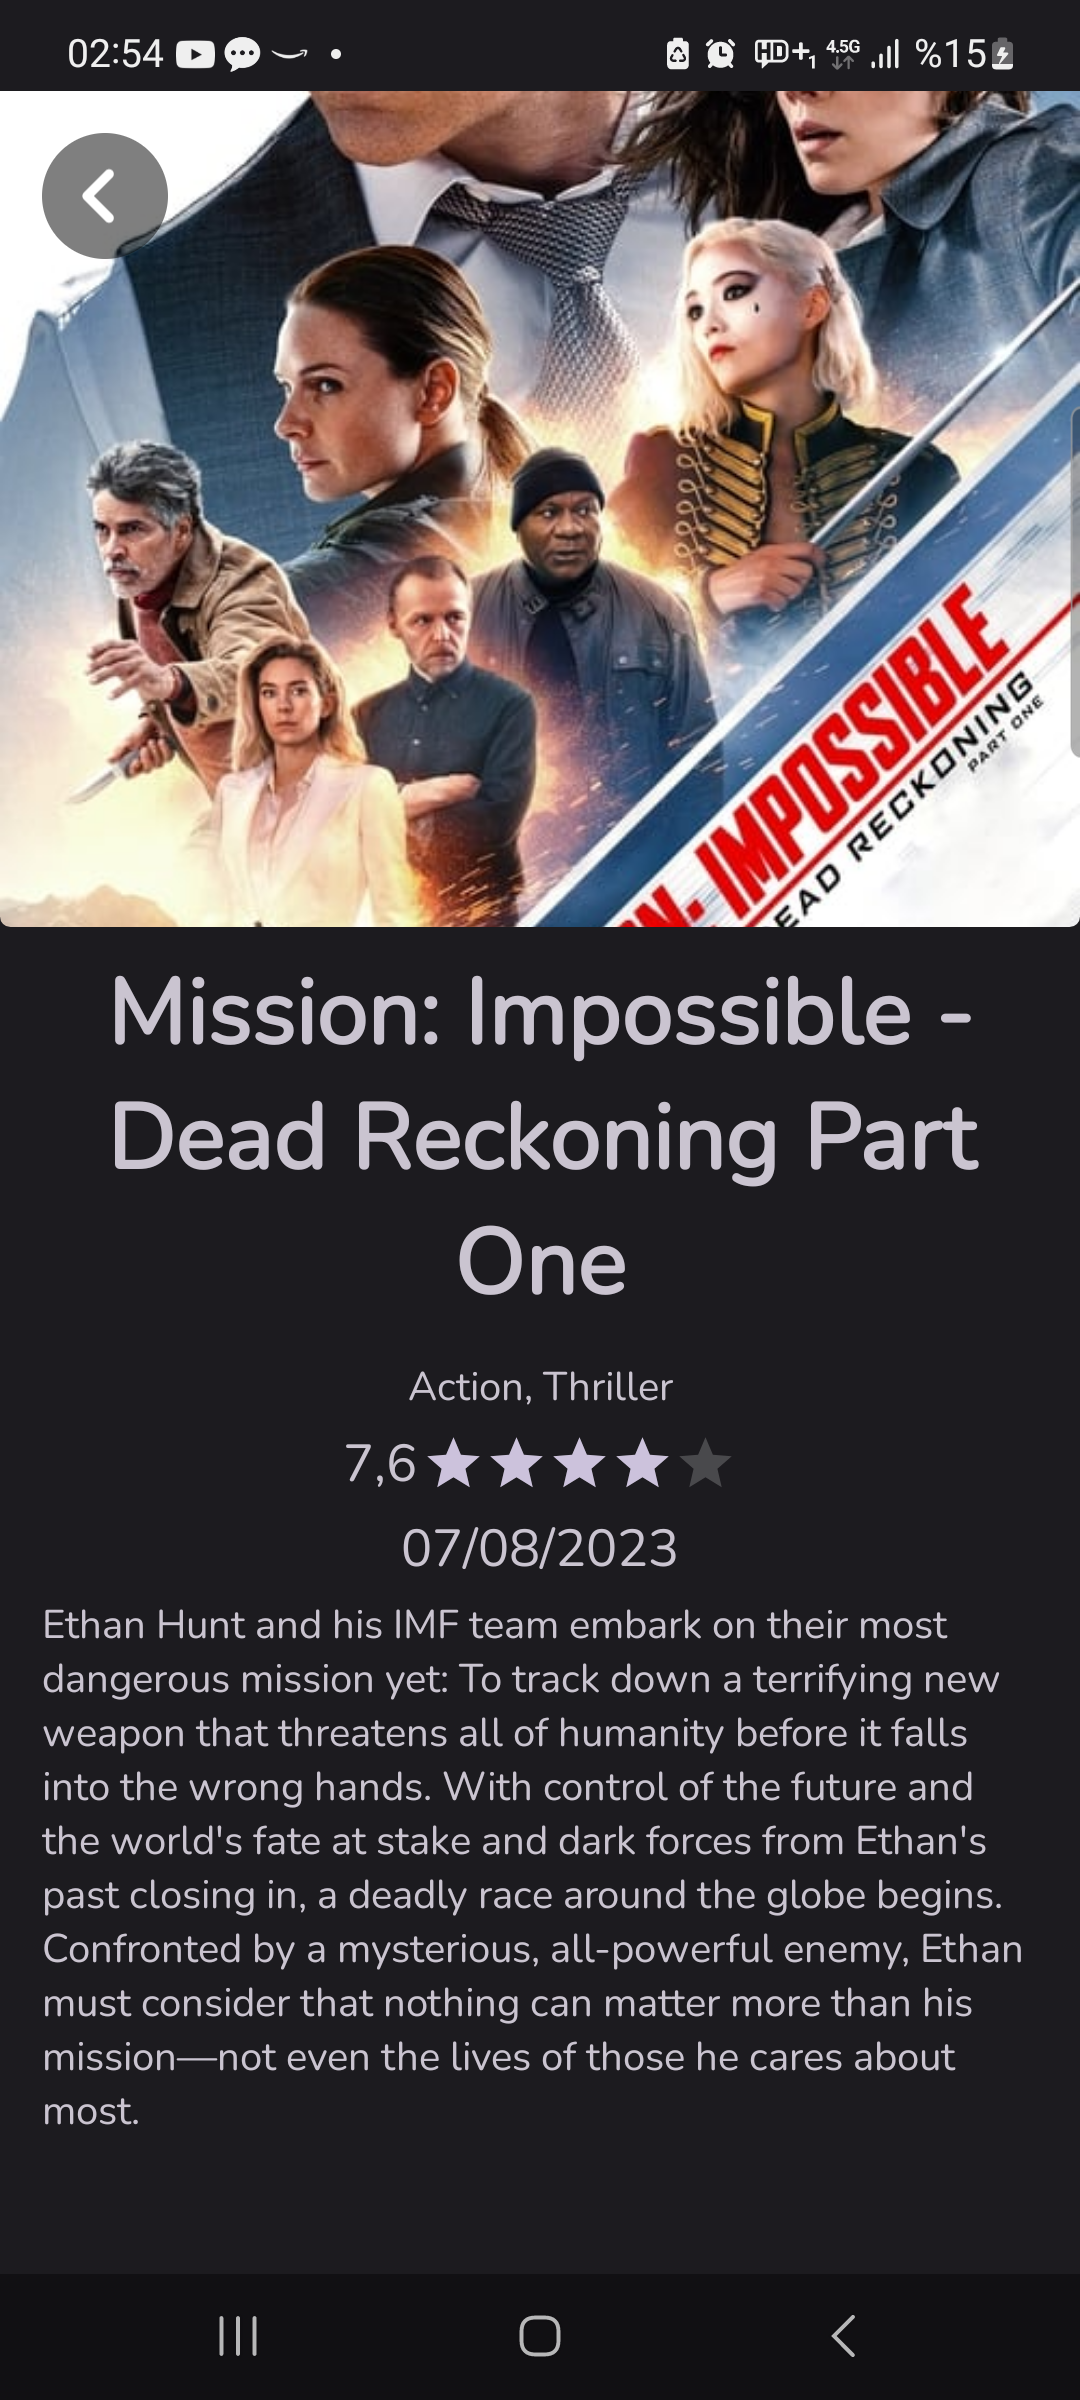 02:54
HD+1 4.5G %15
N: IMPOSSIBLE
EAD RECKONING
PART ONE
Mission: Impossible -
Dead Reckoning Part
One
Action, Thriller
7,6
07/08/2023
Ethan Hunt and his IMF team embark on their most
dangerous mission yet: To track down a terrifying new
weapon that threatens all of humanity before it falls
into the wrong hands. With control of the future and
the world's fate at stake and dark forces from Ethan's
past closing in, a deadly race around the globe begins.
Confronted by a mysterious, all-powerful enemy, Ethan
must consider that nothing can matter more than his
mission—not even the lives of those he cares about
most.